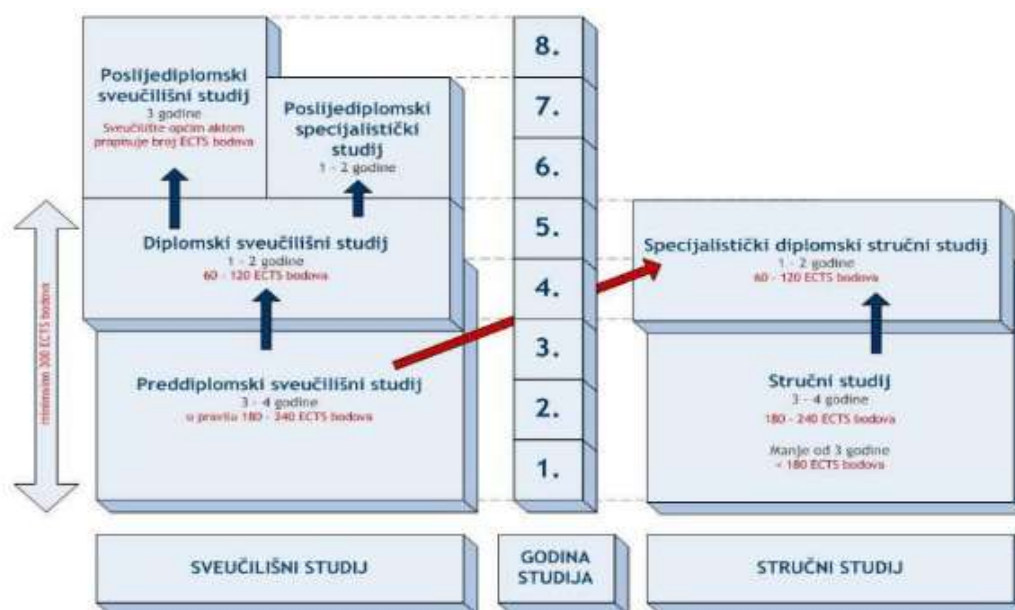 Poslijediplomski
sveučilišni studij
3 godine
Sveučilište općim aktom
propisuje broj ECTS bodova
Poslijediplomski
specijalistički
studij
1 - 2 godine
Diplomski sveučilišni studij
1 - 2 godine
60 - 120 ECTS bodova
Preddiplomski sveučilišni studij
3 - 4 godine
u pravilu 180 - 240 ECTS bodova
minimalno 300 ECTS bodova
8.
7.
6.
5.
4.
3.
2.
1.
Specijalistički diplomski stručni studij
1 - 2 godine
60 - 120 ECTS bodova
Stručni studij
3 - 4 godine
180 - 240 ECTS bodova
Manje od 3 godine
< 180 ECTS bodova
SVEUČILIŠNI STUDIJ
GODINA
STUDIJA
STRUČNI STUDIJ